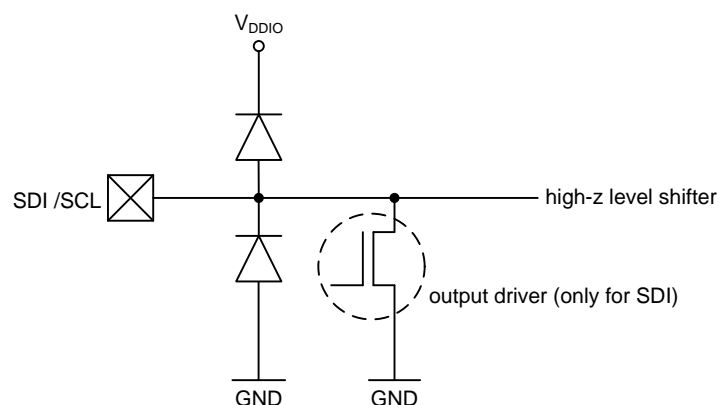 VDDIO
SDI /SCL
high-z level shifter
output driver (only for SDI)
GND
GND